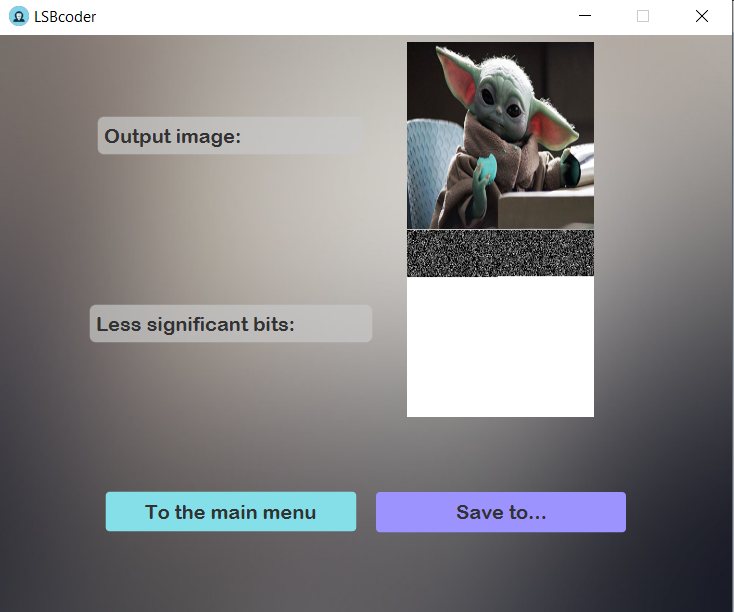 LSBcoder
Output image:
Less significant bits:
To the main menu
Save to...